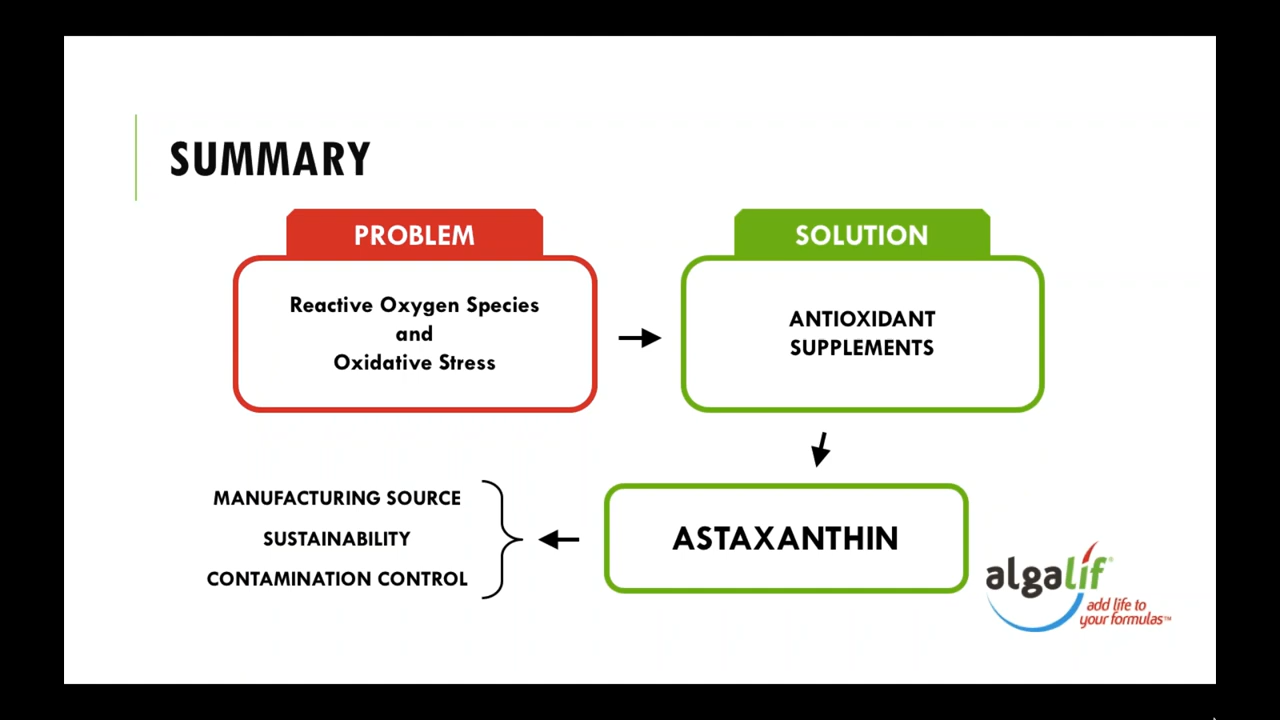 SUMMARY
PROBLEM
Reactive Oxygen Species
and
Oxidative Stress
SOLUTION
ANTIOXIDANT
SUPPLEMENTS
ASTAXANTHIN
MANUFACTURING SOURCE
SUSTAINABILITY
CONTAMINATION CONTROL
algalif®
add life to
your formulas™